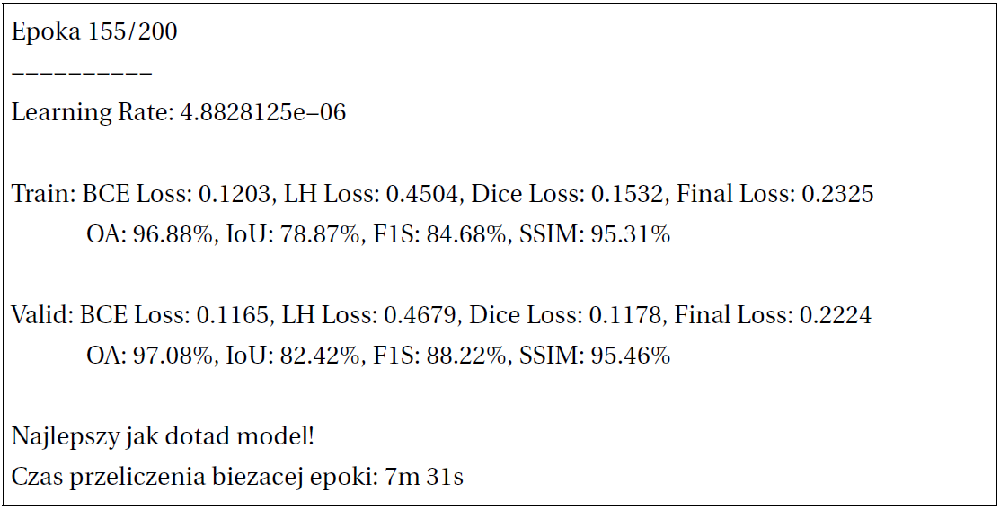 Epoka 155/200
−−−−−−−−−−
Learning Rate: 4.8828125e−06
Train: BCE Loss: 0.1203, LH Loss: 0.4504, Dice Loss: 0.1532, Final Loss: 0.2325
OA: 96.88%, IoU: 78.87%, F1S: 84.68%, SSIM: 95.31%
Valid: BCE Loss: 0.1165, LH Loss: 0.4679, Dice Loss: 0.1178, Final Loss: 0.2224
OA: 97.08%, IoU: 82.42%, F1S: 88.22%, SSIM: 95.46%
Najlepszy jak dotad model!
Czas przeliczenia biezacej epoki: 7m 31s